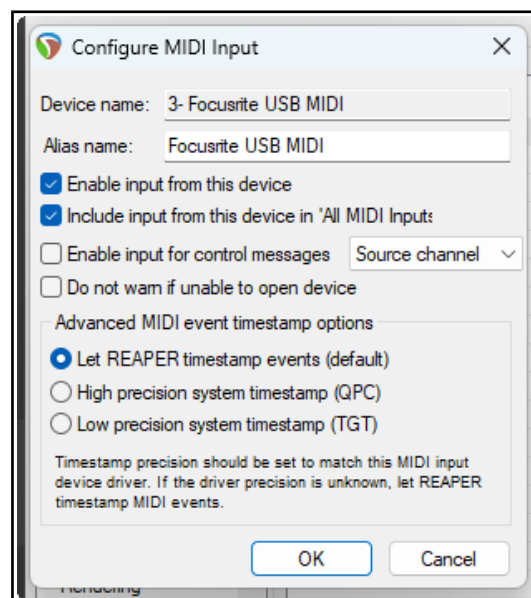 Configure MIDI Input
Device name: 3- Focusrite USB MIDI
Alias name: Focusrite USB MIDI
Enable input from this device
Include input from this device in 'All MIDI Inputs
Enable input for control messages Source channel
Do not warn if unable to open device
Advanced MIDI event timestamp options
Let REAPER timestamp events (default)
High precision system timestamp (QPC)
Low precision system timestamp (TGT)
Timestamp precision should be set to match this MIDI input
device driver. If the driver precision is unknown, let REAPER
timestamp MIDI events.
OK Cancel
Rendering